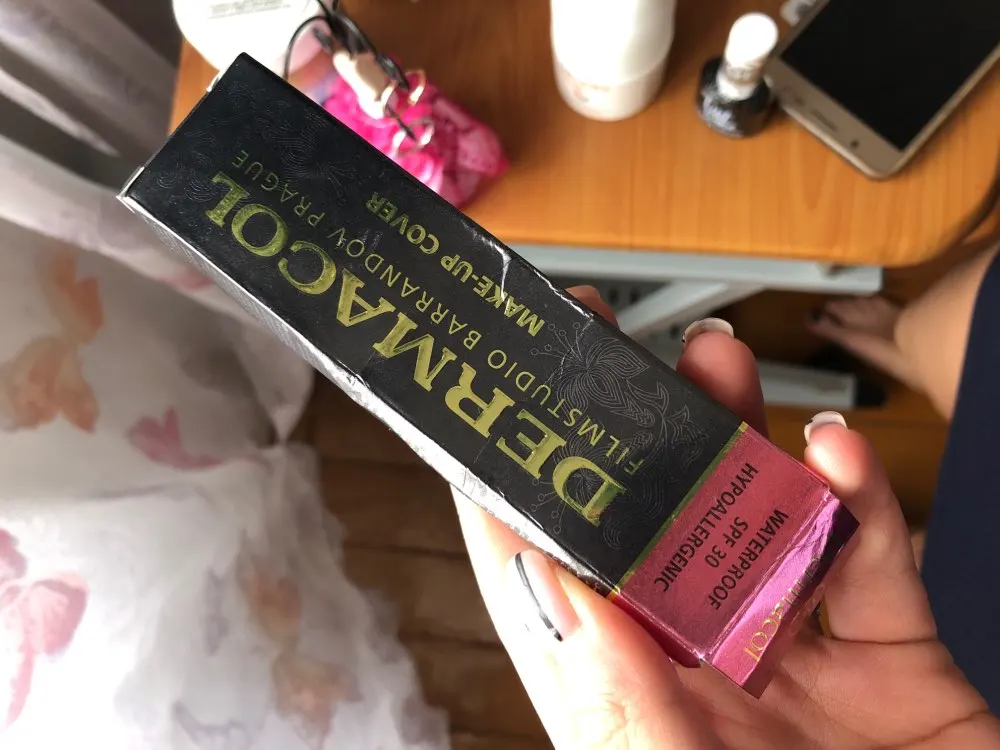 DERMACOL
FILMSTUDIO BARRANDOV PRAGUE
MAKE-UP COVER
WATERPROOF
SPF 30
HYPOALLERGENIC